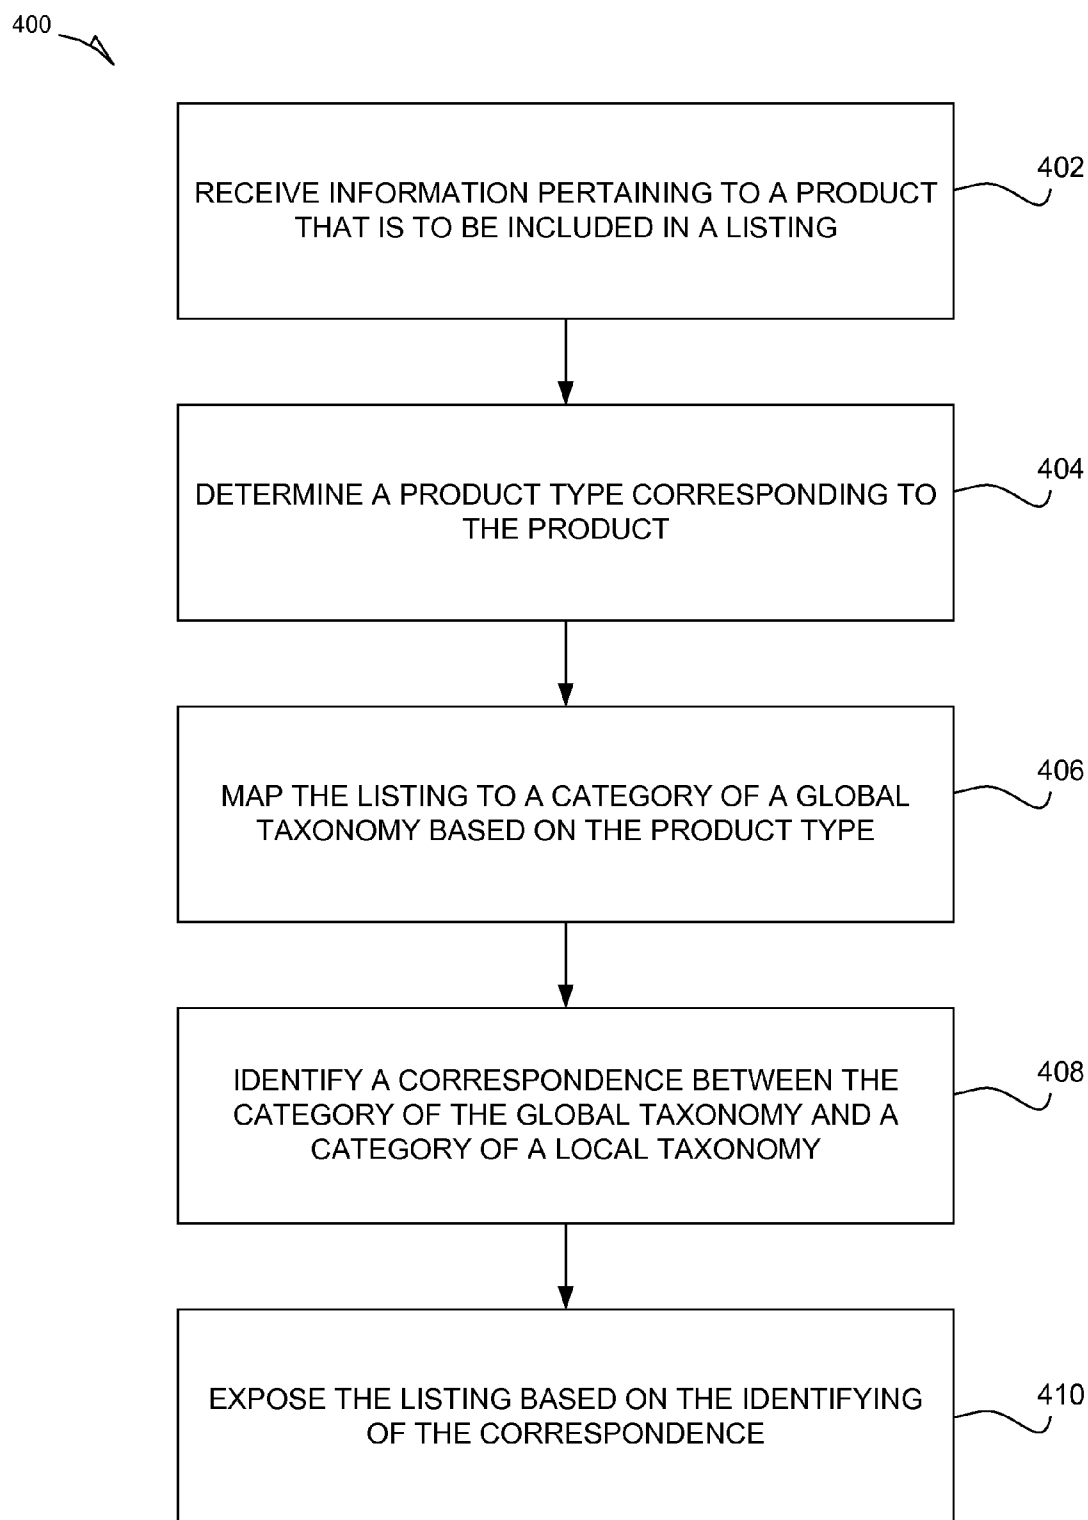 400
RECEIVE INFORMATION PERTAINING TO A PRODUCT
THAT IS TO BE INCLUDED IN A LISTING
402
DETERMINE A PRODUCT TYPE CORRESPONDING TO
THE PRODUCT
404
MAP THE LISTING TO A CATEGORY OF A GLOBAL
TAXONOMY BASED ON THE PRODUCT TYPE
406
IDENTIFY A CORRESPONDENCE BETWEEN THE
CATEGORY OF THE GLOBAL TAXONOMY AND A
CATEGORY OF A LOCAL TAXONOMY
408
EXPOSE THE LISTING BASED ON THE IDENTIFYING
OF THE CORRESPONDENCE
410